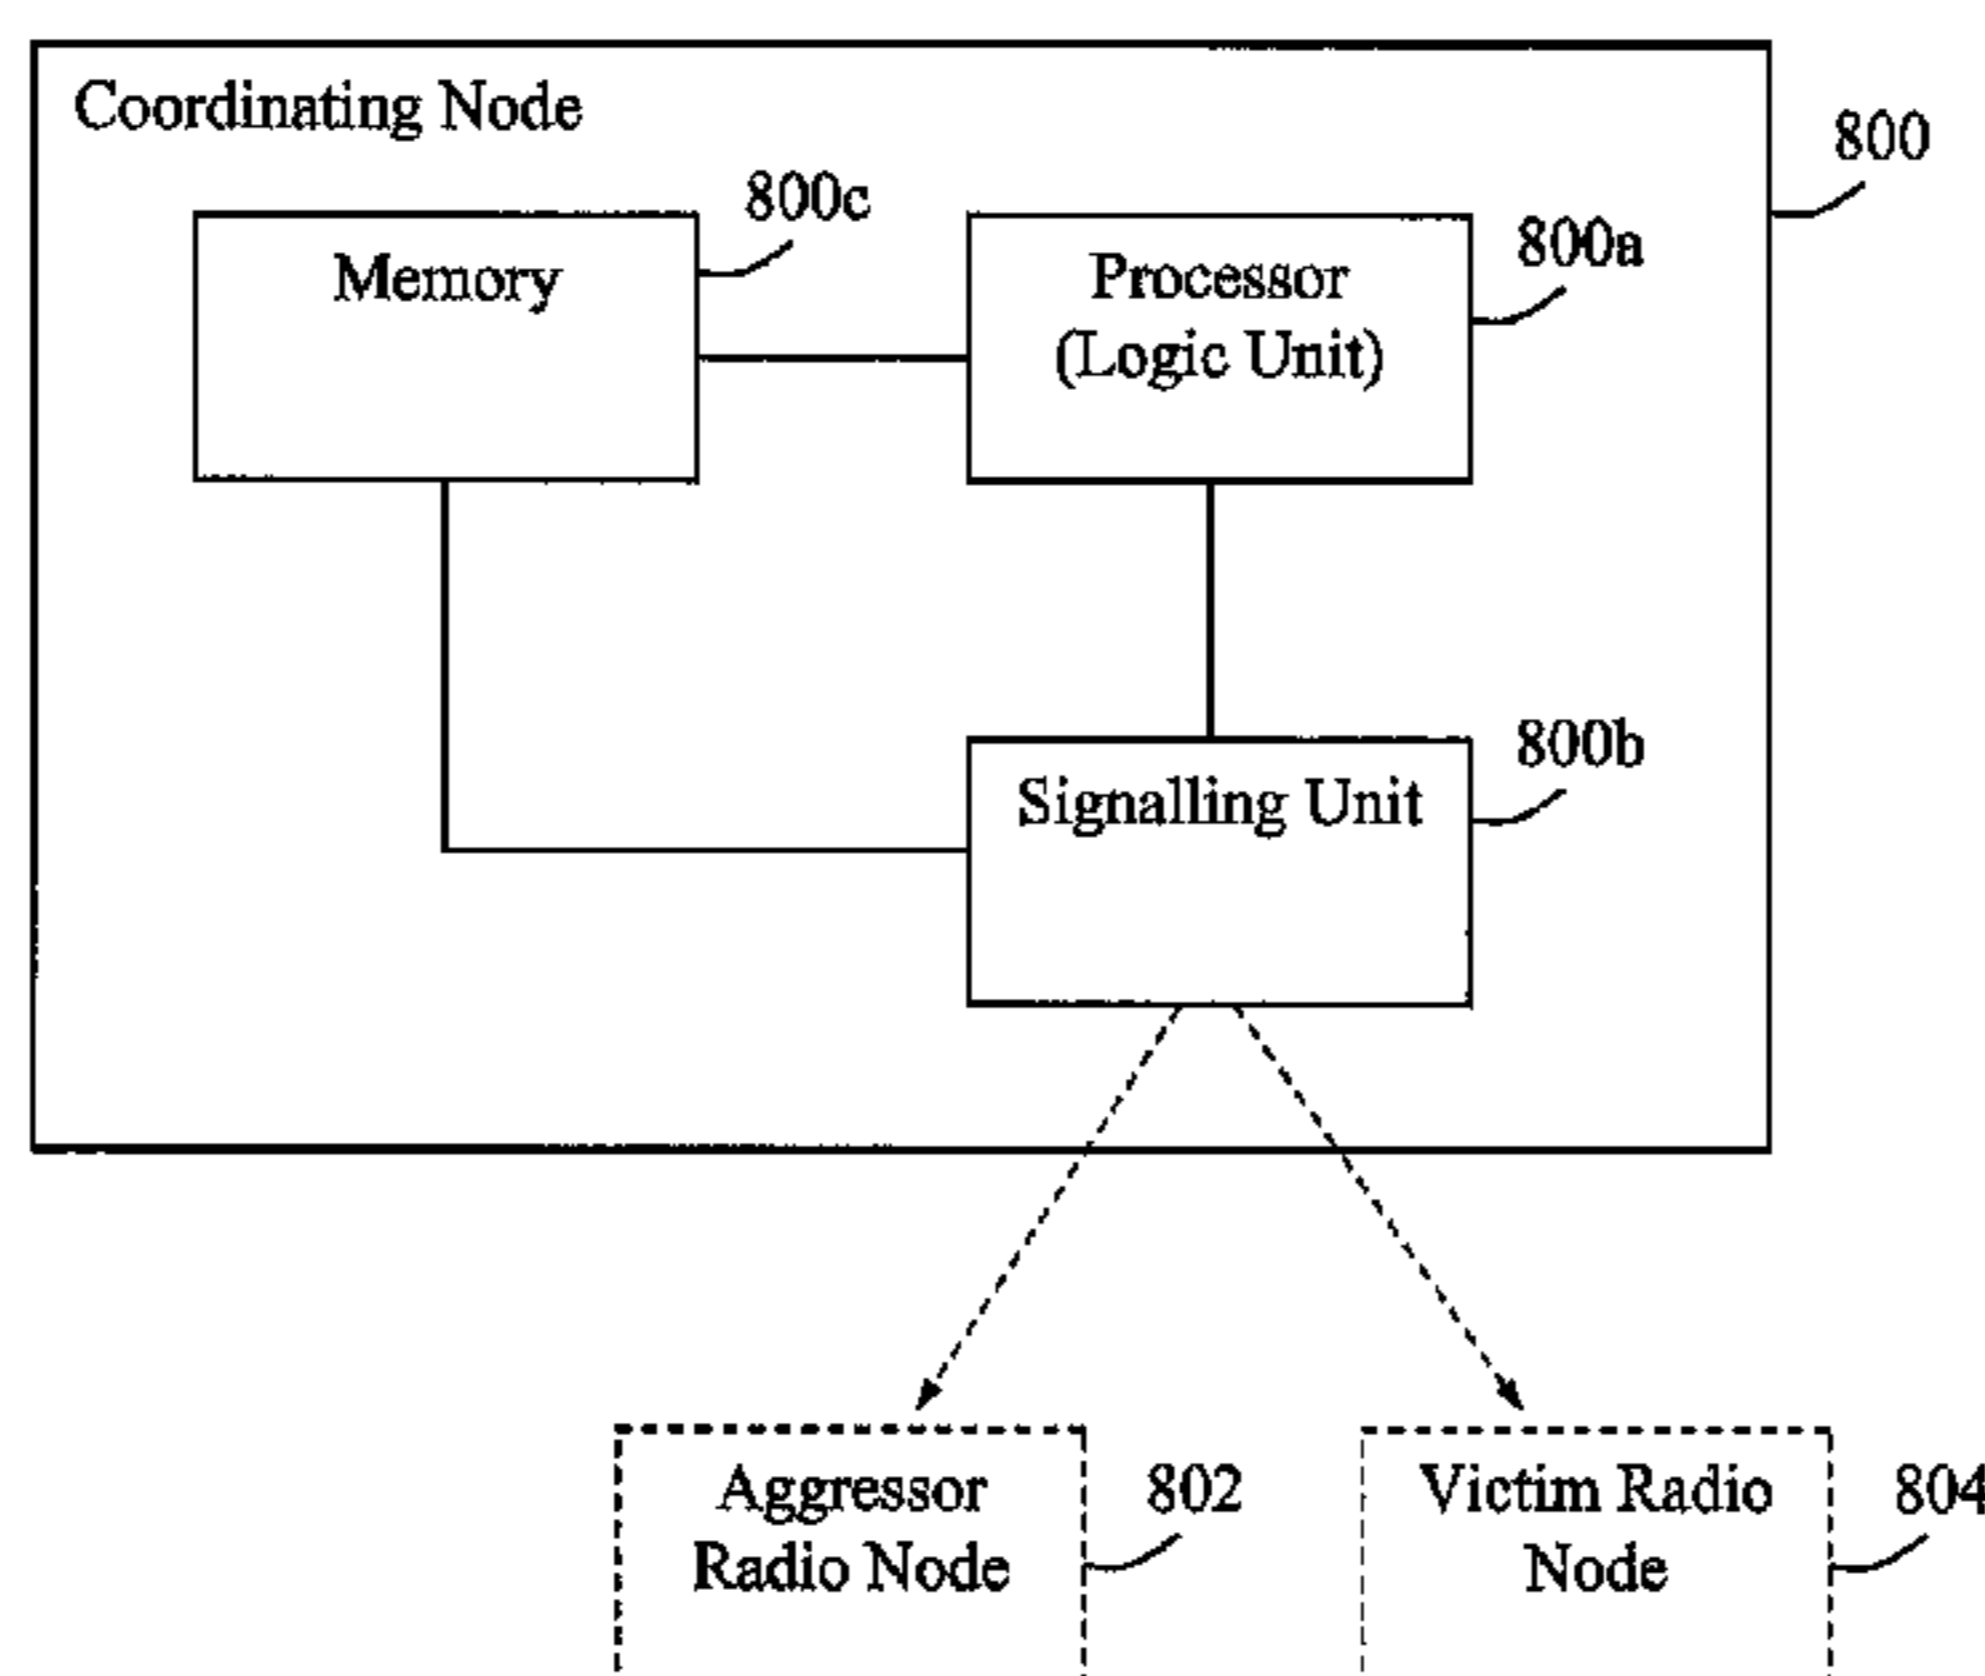 Coordinating Node
800
800c
Memory
800a
Processor
(Logic Unit)
800b
Signalling Unit
Aggressor
Radio Node
802
Victim Radio
Node
804